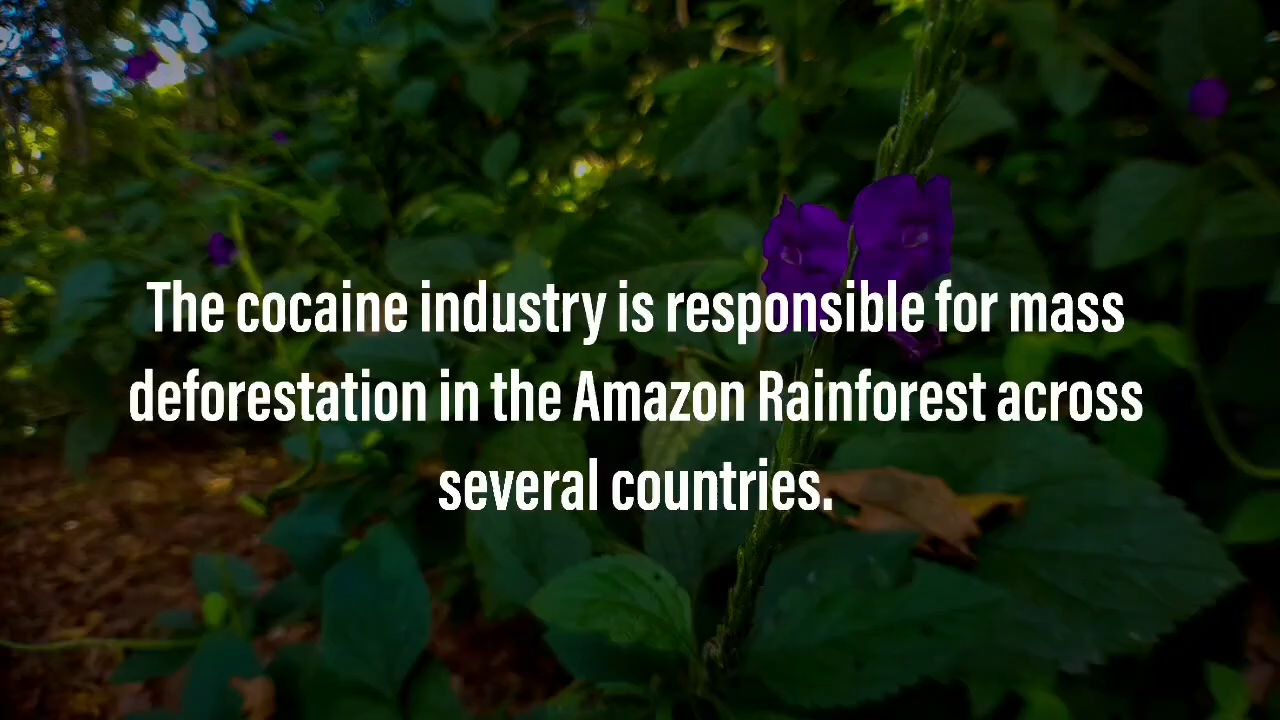 The cocaine industry is responsible for mass
deforestation in the Amazon Rainforest across
several countries.